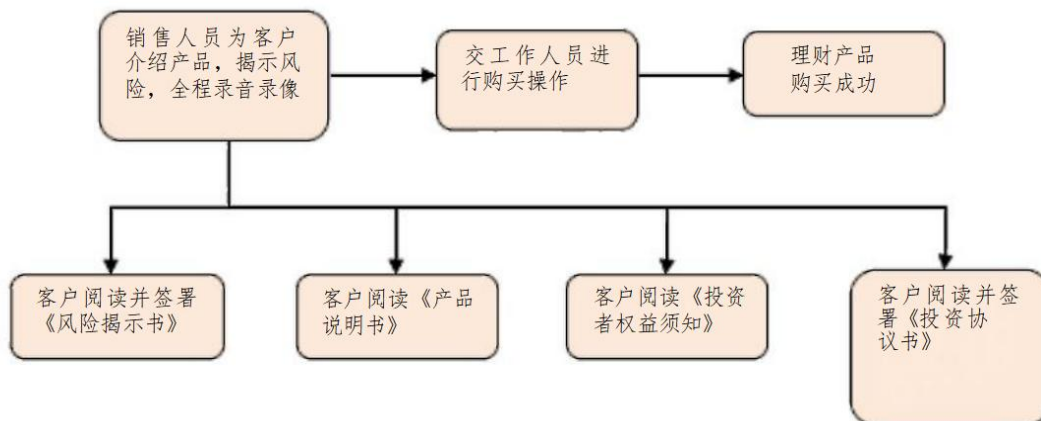 销售人员为客户
介绍产品，揭示风
险，全程录音录像
交工作人员进
行购买操作
理财产品
购买成功
客户阅读并签署
《风险揭示书》
客户阅读《产品
说明书》
客户阅读《投资
者权益须知》
客户阅读并签
署《投资协
议书》